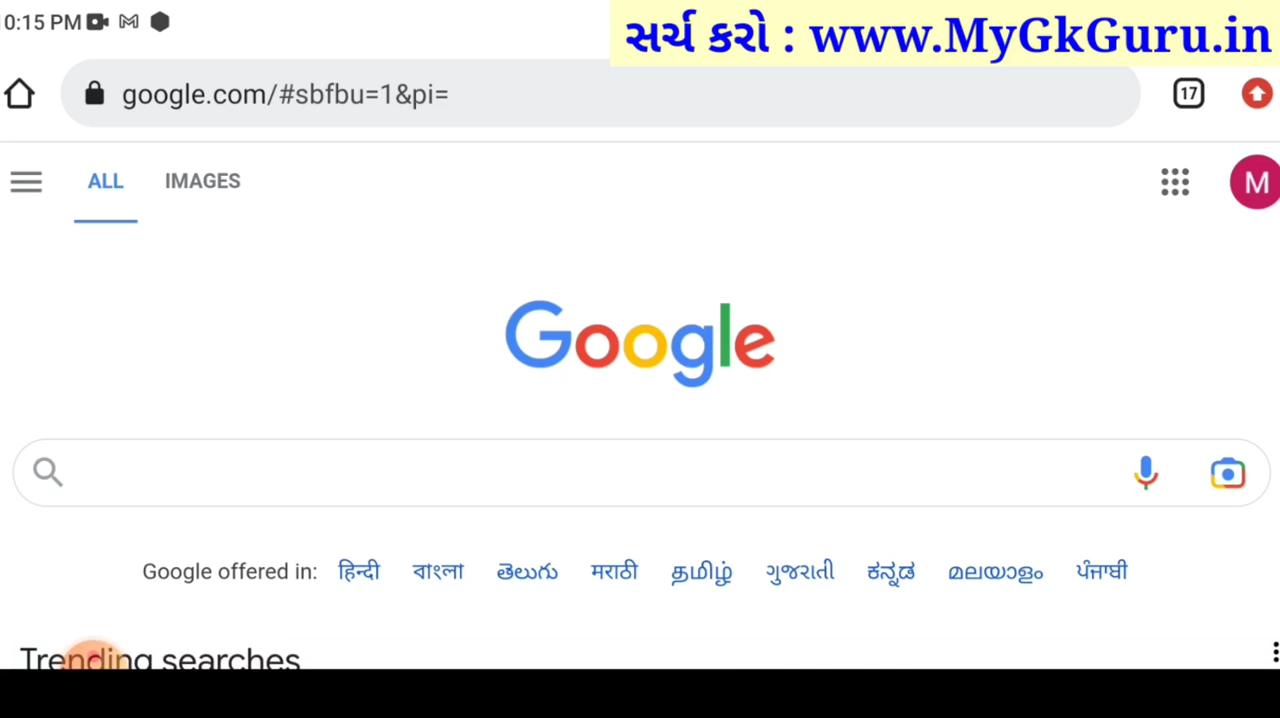 0:15 PM
સર્ચ કરો : www.MyGkGuru.in
google.com/#sbfbu=1&pi=
17
ALL IMAGES
M
Google
Google offered in: हिन्दी বাংলা తెలుగు मराठी தமிழ் ગુજરાતી ಕನ್ನಡ മലയാളം ਪੰਜਾਬੀ
Trending searches